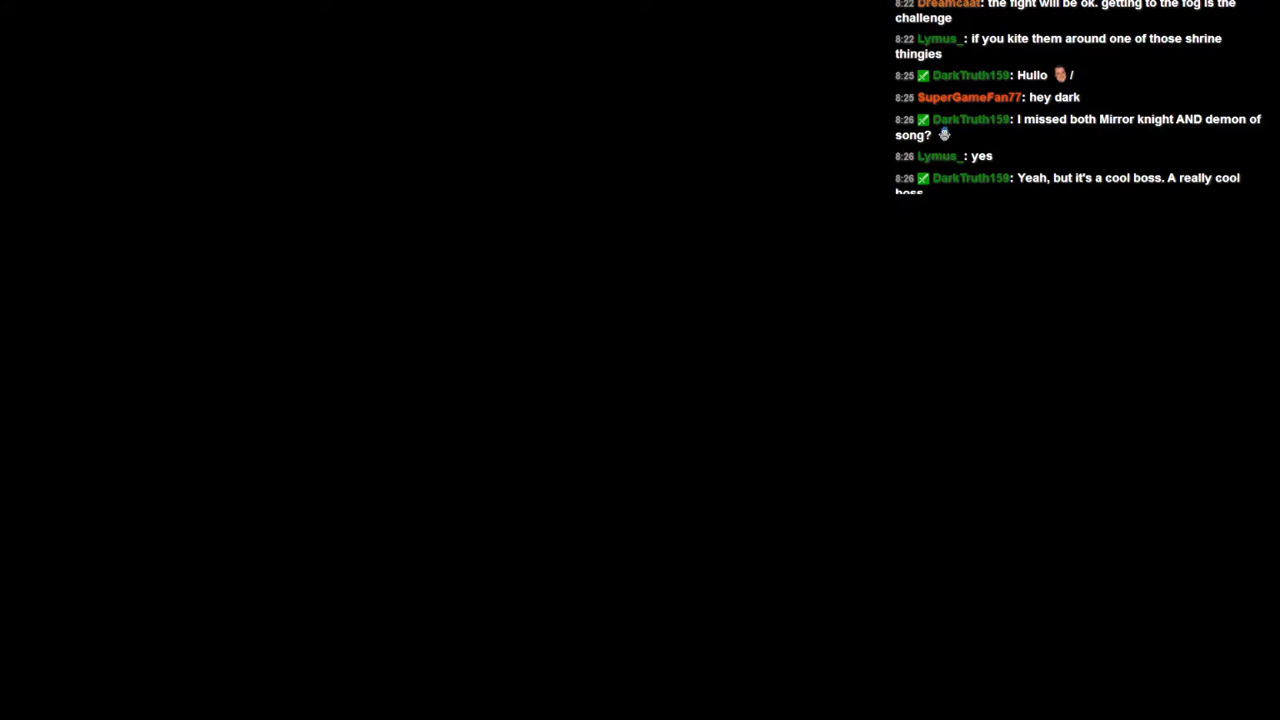 8:22 Dreamcaat: the fight will be ok. getting to the fog is the
challenge
8:22 Lymus_: if you kite them around one of those shrine
thingies
8:25 DarkTruth159: Hullo /
8:25 SuperGameFan77: hey dark
8:26 DarkTruth159: I missed both Mirror knight AND demon of
song?
8:26 Lymus_: yes
8:26 DarkTruth159: Yeah, but it's a cool boss. A really cool
boss